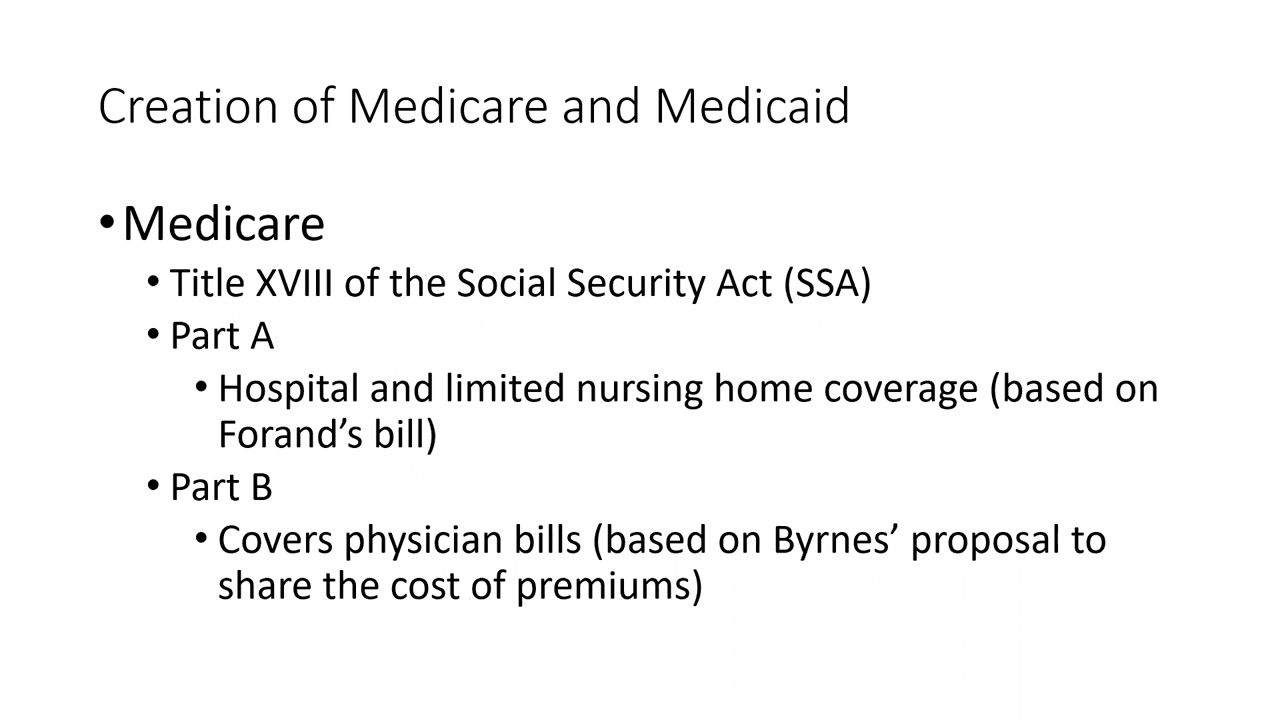 Creation of Medicare and Medicaid
•Medicare
• Title XVIII of the Social Security Act (SSA)
• Part A
• Hospital and limited nursing home coverage (based on
Forand’s bill)
• Part B
• Covers physician bills (based on Byrnes’ proposal to
share the cost of premiums)